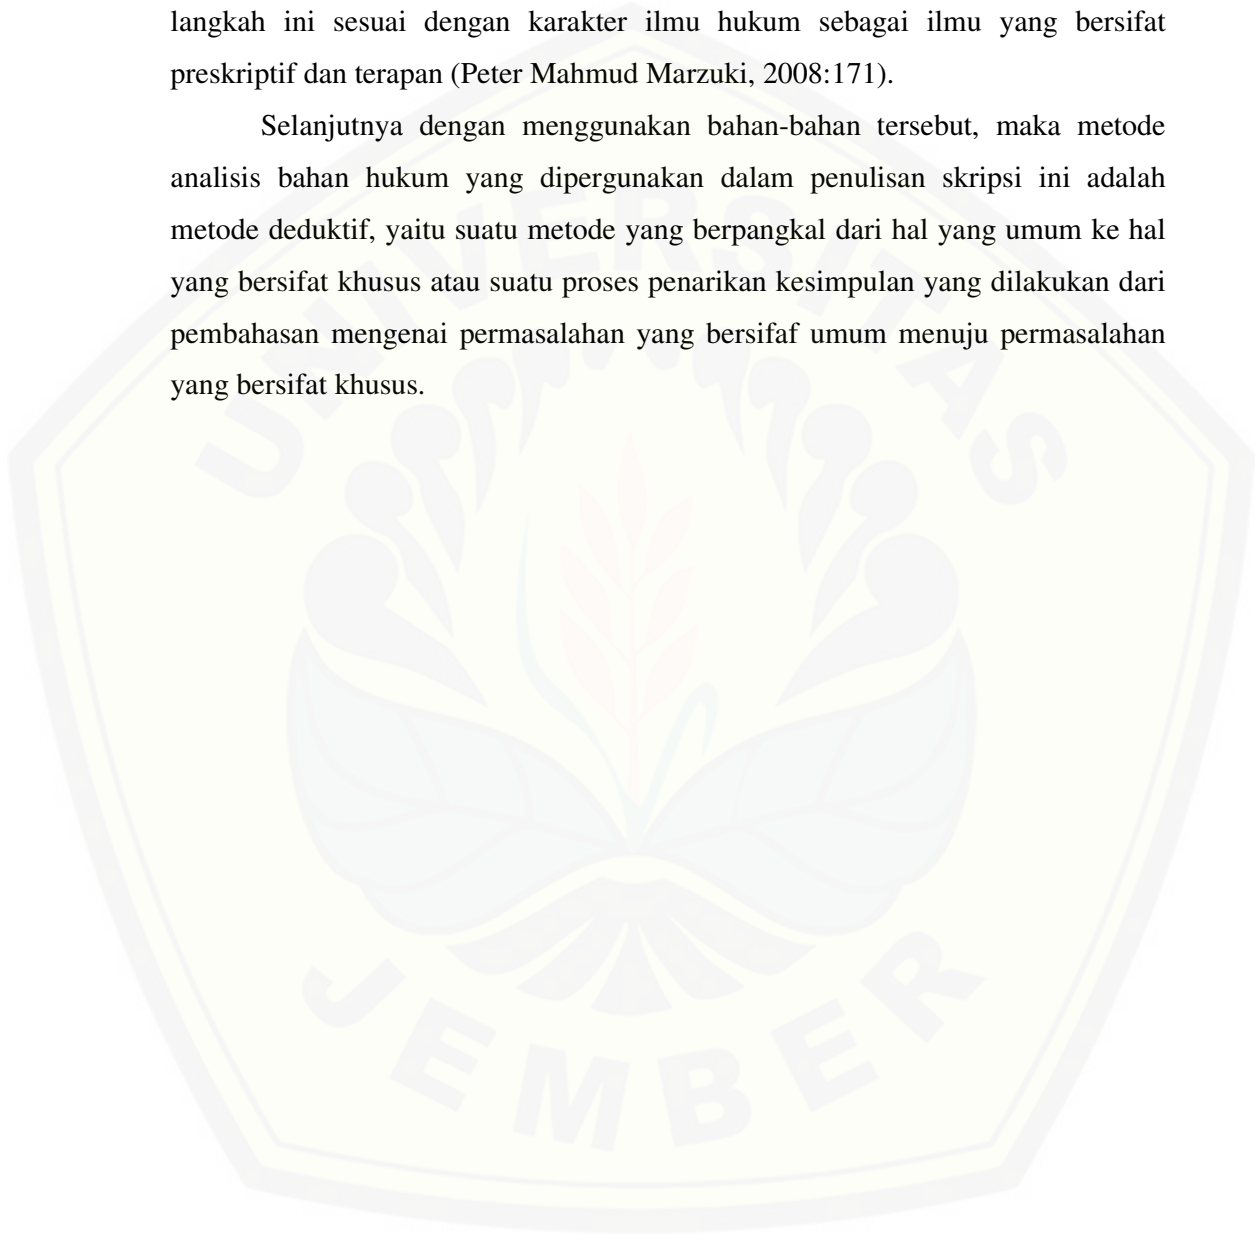 langkah ini sesuai dengan karakter ilmu hukum sebagai ilmu yang bersifat
preskriptif dan terapan (Peter Mahmud Marzuki, 2008:171).
Selanjutnya dengan menggunakan bahan-bahan tersebut, maka metode
analisis bahan hukum yang dipergunakan dalam penulisan skripsi ini adalah
metode deduktif, yaitu suatu metode yang berpangkal dari hal yang umum ke hal
yang bersifat khusus atau suatu proses penarikan kesimpulan yang dilakukan dari
pembahasan mengenai permasalahan yang bersifaf umum menuju permasalahan
yang bersifat khusus.
UNIVERSITAS
JEMBER